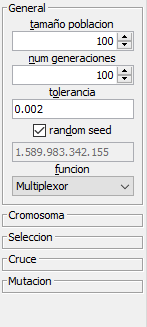 General
tamaño poblacion
100
num generaciones
100
tolerancia
0.002
random seed
1.589.983.342.155
funcion
Multiplexor
Cromosoma
Seleccion
Cruce
Mutacion